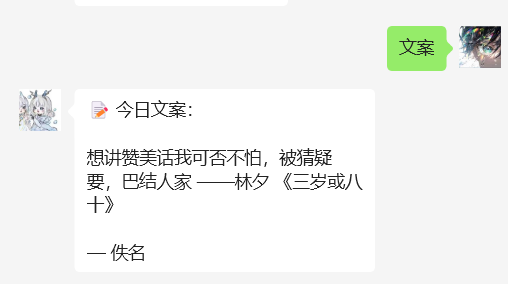 文案
📝 今日文案：
想讲赞美话我可否不怕，被猜疑
要，巴结人家 ——林夕 《三岁或八
十》
— 佚名